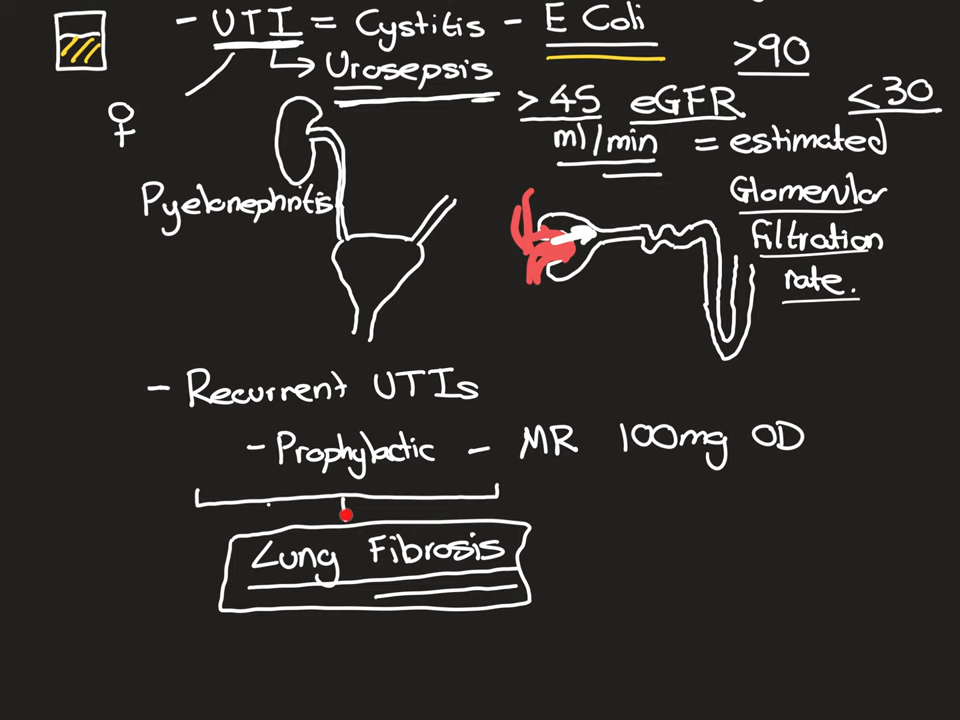 - UTI = Cystitis - E Coli
→ Urosepsis
>90
> 45 eGFR <30
ml/min = estimated
Glomerular
filtration
rate.
Pyelonephritis
- Recurrent UTIs
- Prophylactic - MR 100mg OD
Lung Fibrosis